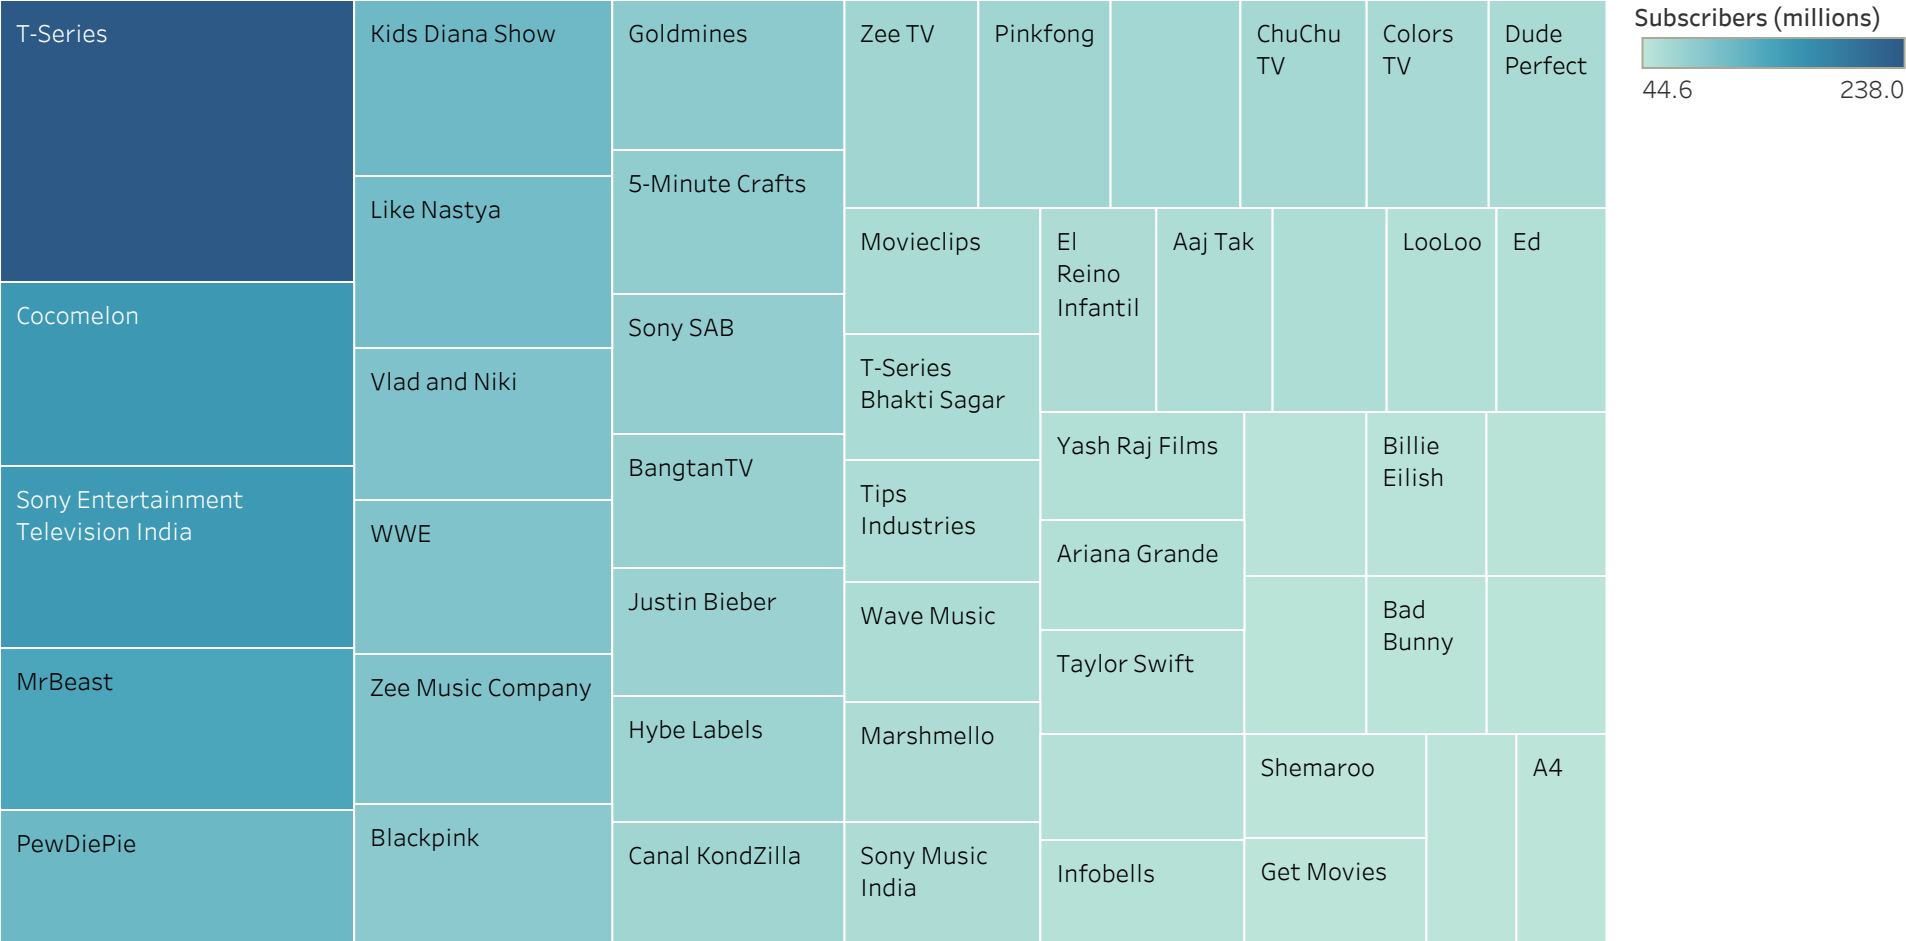 T-Series
Cocomelon
Sony Entertainment
Television India
MrBeast
PewDiePie
Kids Diana Show
Like Nastya
Vlad and Niki
WWE
Zee Music Company
Blackpink
Goldmines
5-Minute Crafts
Sony SAB
BangtanTV
Justin Bieber
Hybe Labels
Canal KondZilla
Zee TV
Pinkfong
ChuChu
TV
Colors
TV
Dude
Perfect
Movieclips
T-Series
Bhakti Sagar
Tips
Industries
Wave Music
Marshmello
Sony Music
India
El
Reino
Infantil
Aaj Tak
LooLoo
Ed
Yash Raj Films
Ariana Grande
Taylor Swift
Infobells
Billie
Eilish
Bad
Bunny
Shemaroo
Get Movies
A4
Subscribers (millions)
44.6
238.0